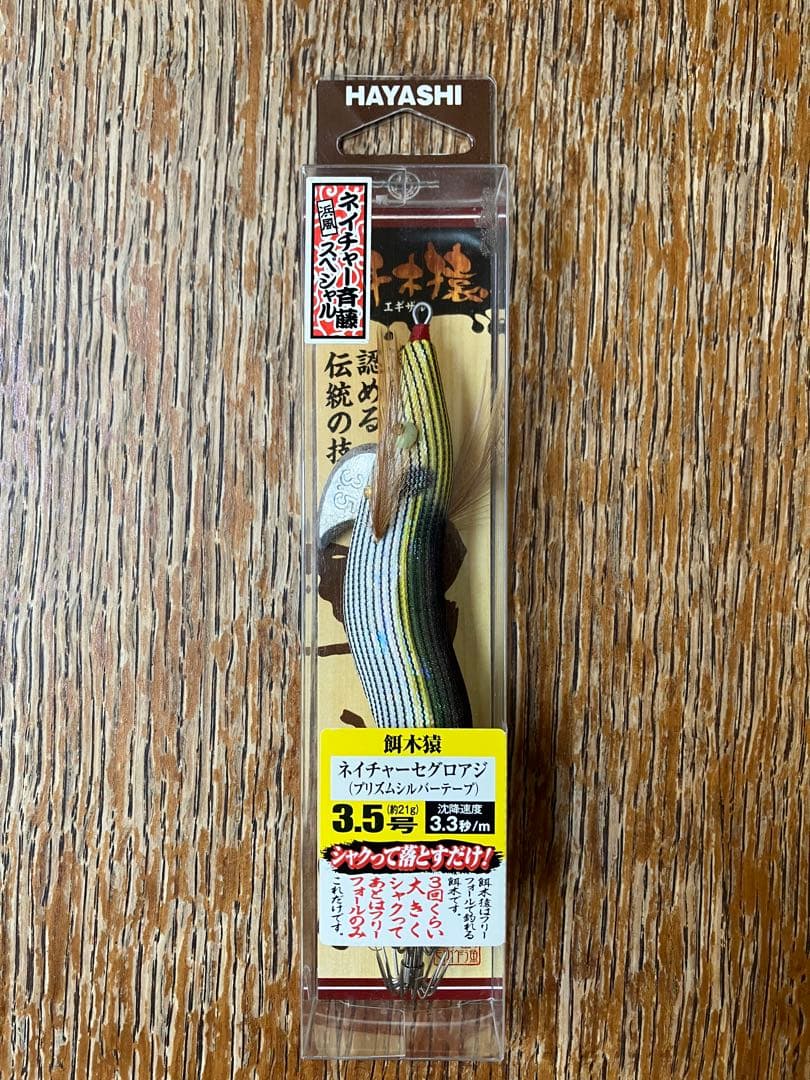 HAYASHI
ネイチャー斉藤
「浜風」スペシャル
木猿
エギザ
認める
伝統の技
3.5
餌木猿
ネイチャーセグロアジ
(プリズムシルバーテープ)
3.5号
(約21g)
沈降速度
3.3秒/m
シャクって落とすだけ!
餌木猿はフリー
フォールで釣れる
餌木です。
3回くらい
大きく
シャクって
あとはフリー
フォールのみ
これだけです。